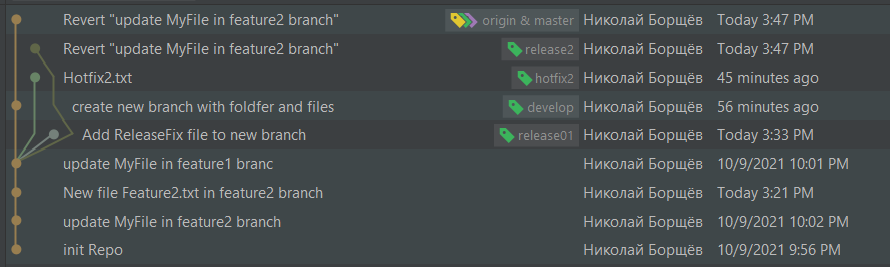 Revert "update MyFile in feature2 branch" origin & master Николай Борщёв Today 3:47 PM
Revert "update MyFile in feature2 branch" release2 Николай Борщёв Today 3:47 PM
Hotfix2.txt hotfix2 Николай Борщёв 45 minutes ago
create new branch with foldfer and files develop Николай Борщёв 56 minutes ago
Add ReleaseFix file to new branch release01 Николай Борщёв Today 3:33 PM
update MyFile in feature1 branc Николай Борщёв 10/9/2021 10:01 PM
New file Feature2.txt in feature2 branch Николай Борщёв Today 3:21 PM
update MyFile in feature2 branch Николай Борщёв 10/9/2021 10:02 PM
init Repo Николай Борщёв 10/9/2021 9:56 PM